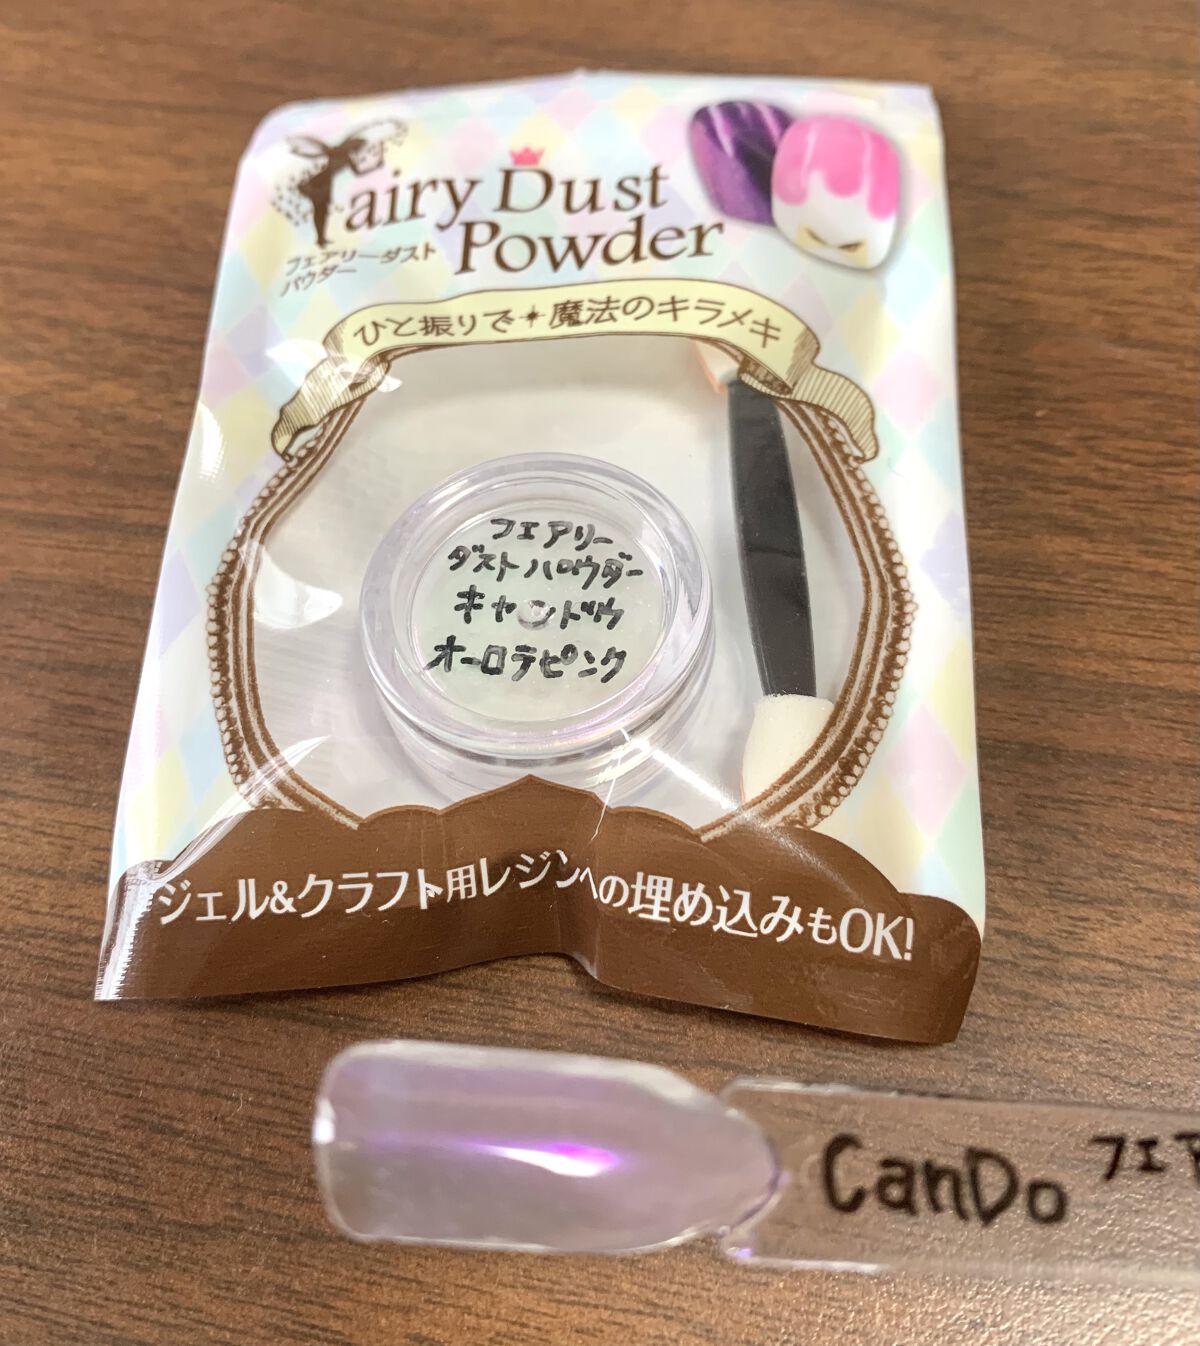 Fairy Dust
Powder
フェアリーダスト
パウダー
ひと振りで✦魔法のキラメキ
フェアリー
ダストパウダー
キャンドゥ
オーロラピンク
ジェル&クラフト用レジンへの埋め込みもOK!
CanDo フェア